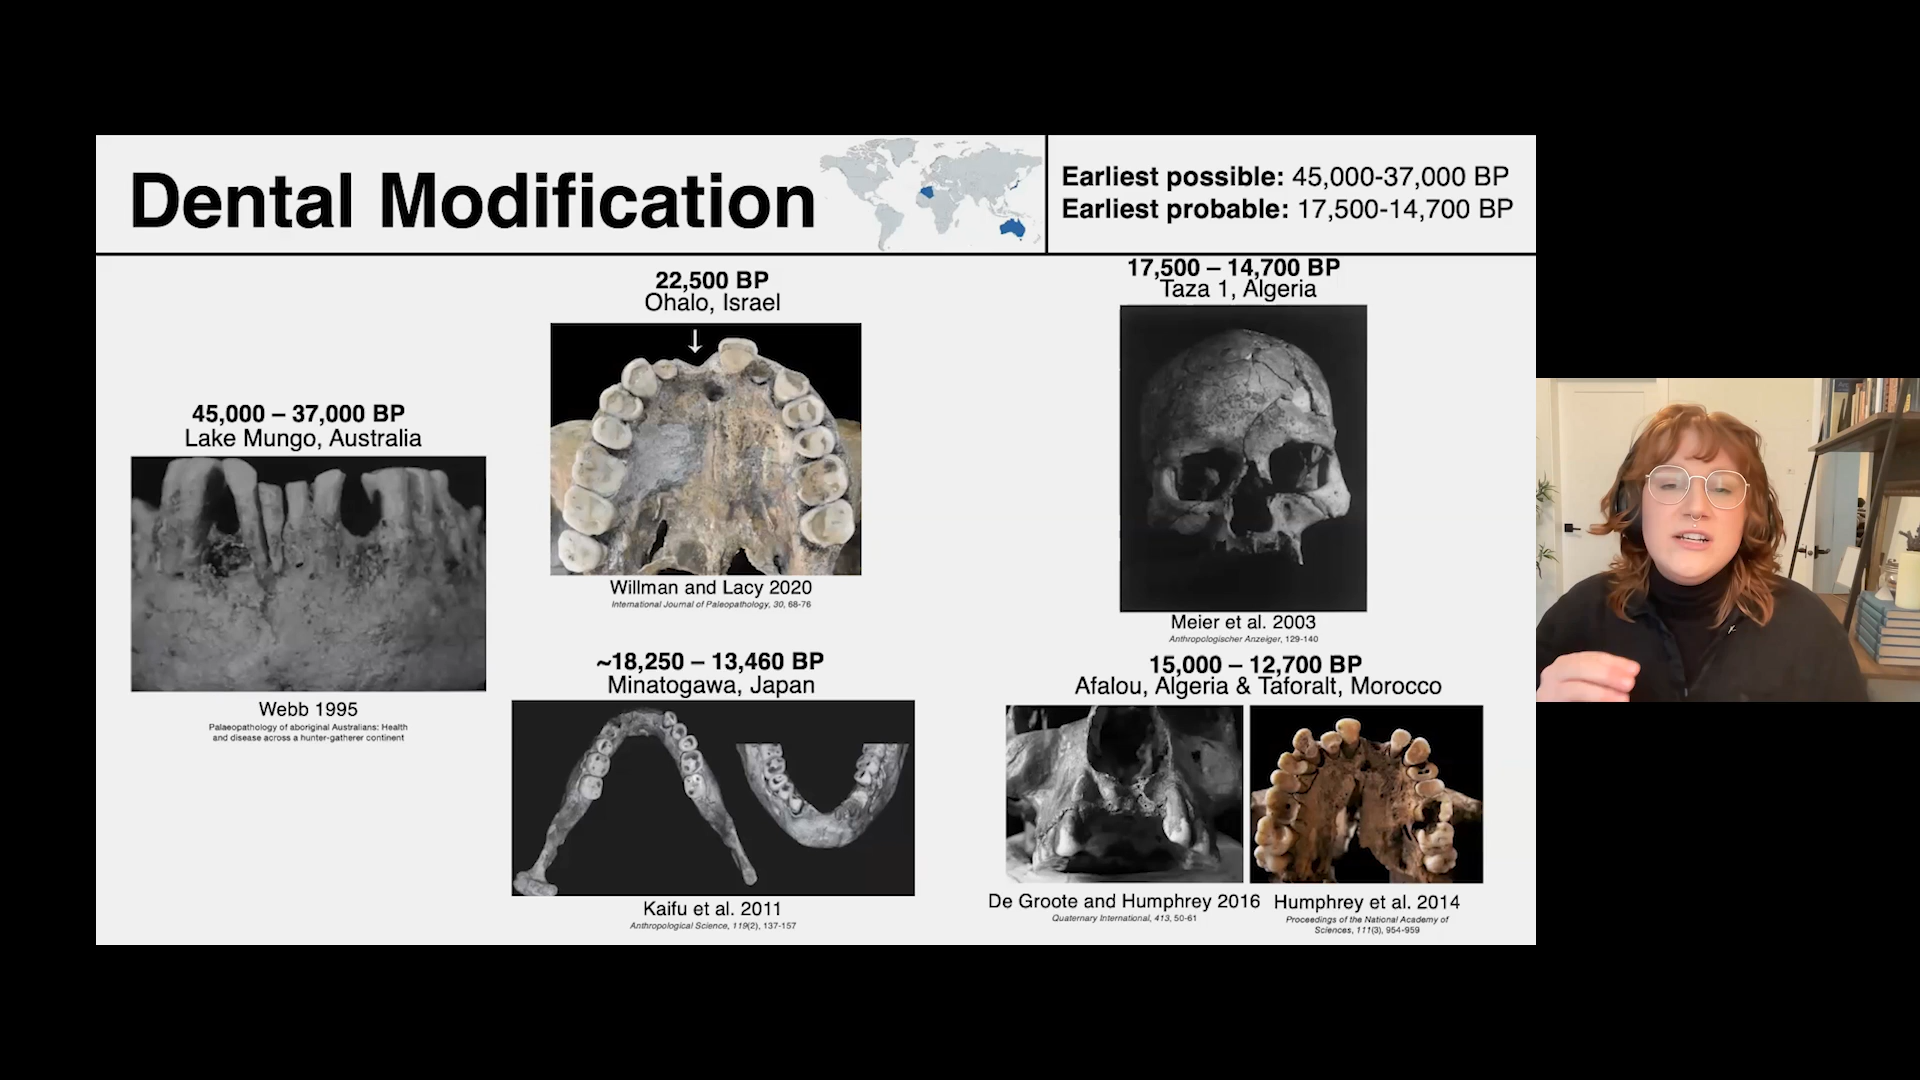 Dental Modification
Earliest possible: 45,000-37,000 BP
Earliest probable: 17,500-14,700 BP
45,000 – 37,000 BP
Lake Mungo, Australia
Webb 1995
Palaeopathology of aboriginal Australians: Health
and disease across a hunter-gatherer continent
22,500 BP
Ohalo, Israel
Willman and Lacy 2020
International Journal of Paleopathology, 30, 68-76
~18,250 – 13,460 BP
Minatogawa, Japan
Kaifu et al. 2011
Anthropological Science, 119(2), 137-157
17,500 – 14,700 BP
Taza 1, Algeria
Meier et al. 2003
Anthropologischer Anzeiger, 129-140
15,000 – 12,700 BP
Afalou, Algeria & Taforalt, Morocco
De Groote and Humphrey 2016
Quaternary International, 413, 50-61
Humphrey et al. 2014
Proceedings of the National Academy of
Sciences, 111(3), 954-959